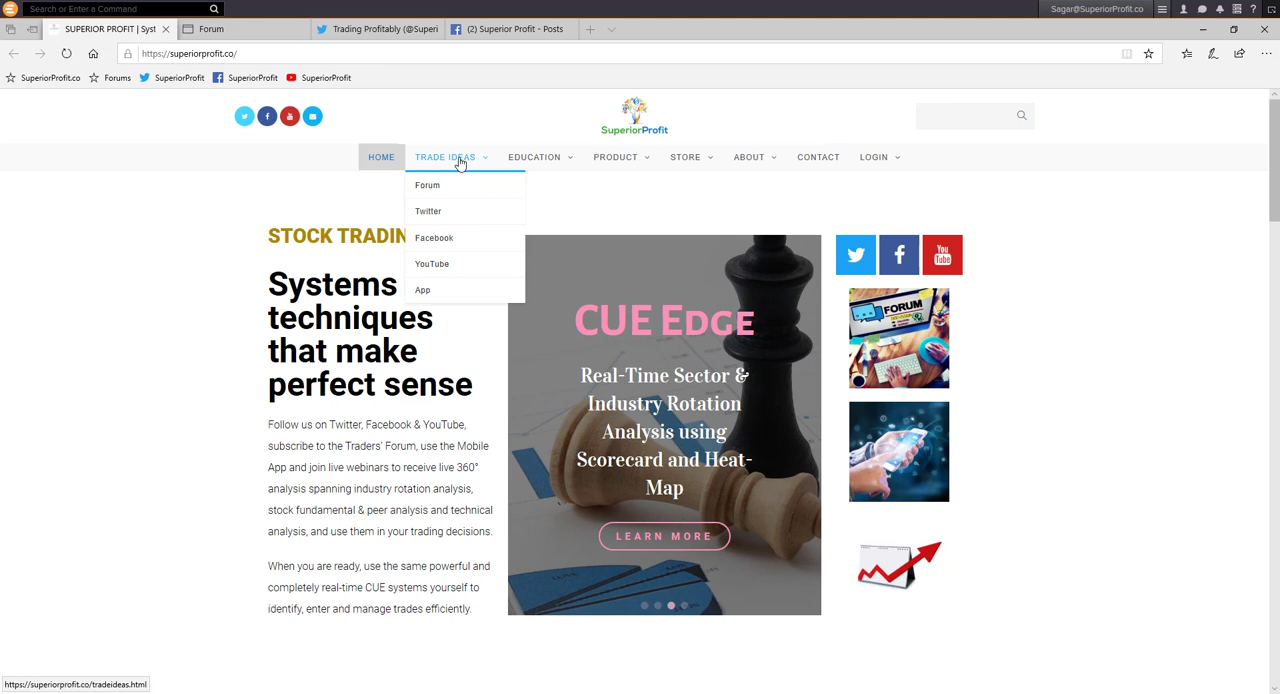 Search or Enter a Command
Sagar@SuperiorProfit.co
SUPERIOR PROFIT | Syst
Forum
Trading Profitably (@Superi
(2) Superior Profit - Posts
https://superiorprofit.co/
SuperiorProfit.co
Forums
SuperiorProfit
SuperiorProfit
SuperiorProfit
SuperiorProfit
HOME
TRADE IDEAS
EDUCATION
PRODUCT
STORE
ABOUT
CONTACT
LOGIN
Forum
Twitter
Facebook
YouTube
App
STOCK TRADIN
Systems
techniques
that make
perfect sense
Follow us on Twitter, Facebook & YouTube,
subscribe to the Traders' Forum, use the Mobile
App and join live webinars to receive live 360°
analysis spanning industry rotation analysis,
stock fundamental & peer analysis and technical
analysis, and use them in your trading decisions.
When you are ready, use the same powerful and
completely real-time CUE systems yourself to
identify, enter and manage trades efficiently.
CUE EDGE
Real-Time Sector &
Industry Rotation
Analysis using
Scorecard and Heat-
Map
LEARN MORE
You
Tube
FORUM
https://superiorprofit.co/tradeideas.html